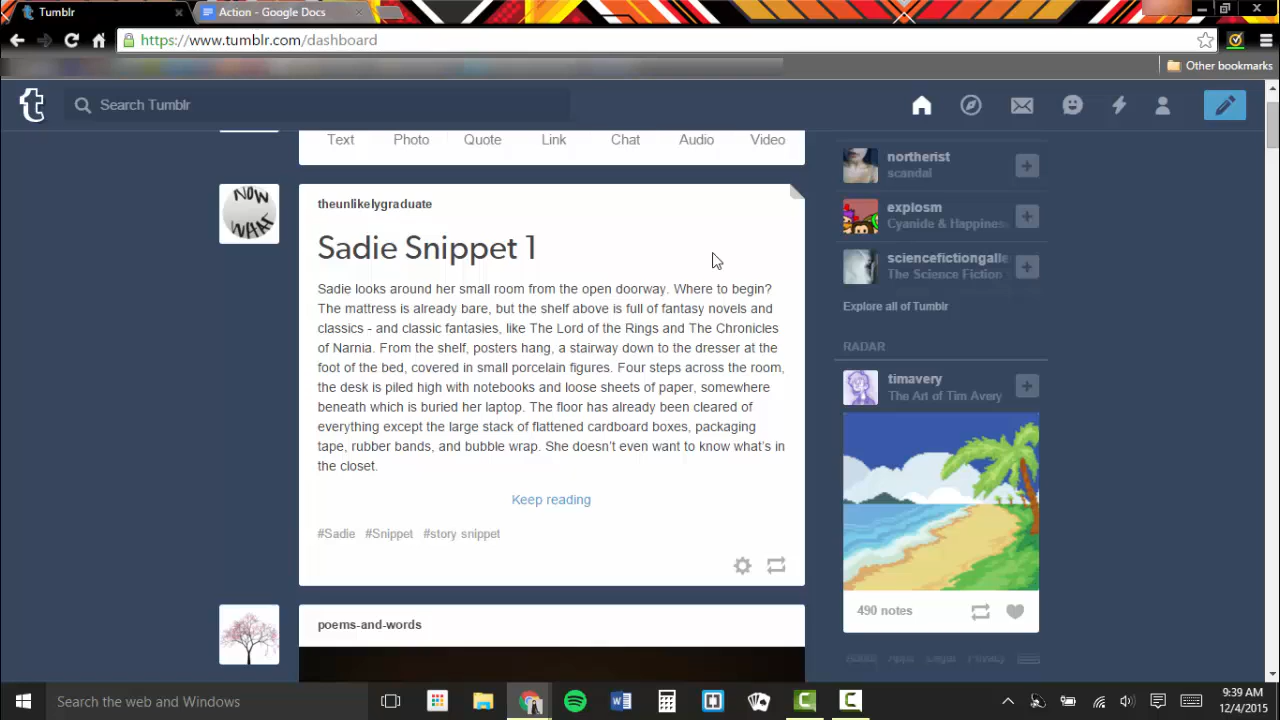 Tumblr
Action - Google Docs
https://www.tumblr.com/dashboard
Other bookmarks
Search Tumblr
Text Photo Quote Link Chat Audio Video
NOW
WHAT
theunlikelygraduate
Sadie Snippet 1
Sadie looks around her small room from the open doorway. Where to begin?
The mattress is already bare, but the shelf above is full of fantasy novels and
classics - and classic fantasies, like The Lord of the Rings and The Chronicles
of Narnia. From the shelf, posters hang, a stairway down to the dresser at the
foot of the bed, covered in small porcelain figures. Four steps across the room,
the desk is piled high with notebooks and loose sheets of paper, somewhere
beneath which is buried her laptop. The floor has already been cleared of
everything except the large stack of flattened cardboard boxes, packaging
tape, rubber bands, and bubble wrap. She doesn't even want to know what's in
the closet.
Keep reading
#Sadie #Snippet #story snippet
poems-and-words
northerist
scandal
explosm
Cyanide & Happines
sciencefictiongalle
The Science Fiction
Explore all of Tumblr
RADAR
timavery
The Art of Tim Avery
490 notes
Search the web and Windows
9:39 AM
12/4/2015